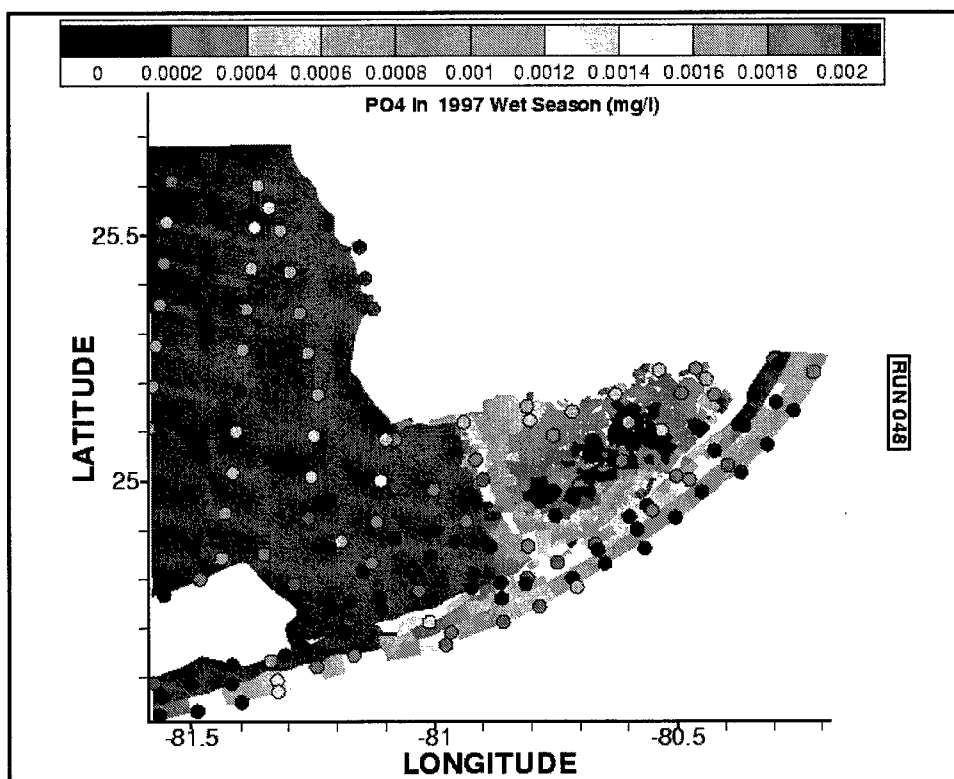 0 0.0002 0.0004 0.0006 0.0008 0.001 0.0012 0.0014 0.0016 0.0018 0.002
PO4 in 1997 Wet Season (mg/l)
25.5
25
LATITUDE
RUN 048
-81.5 -81 -80.5
LONGITUDE